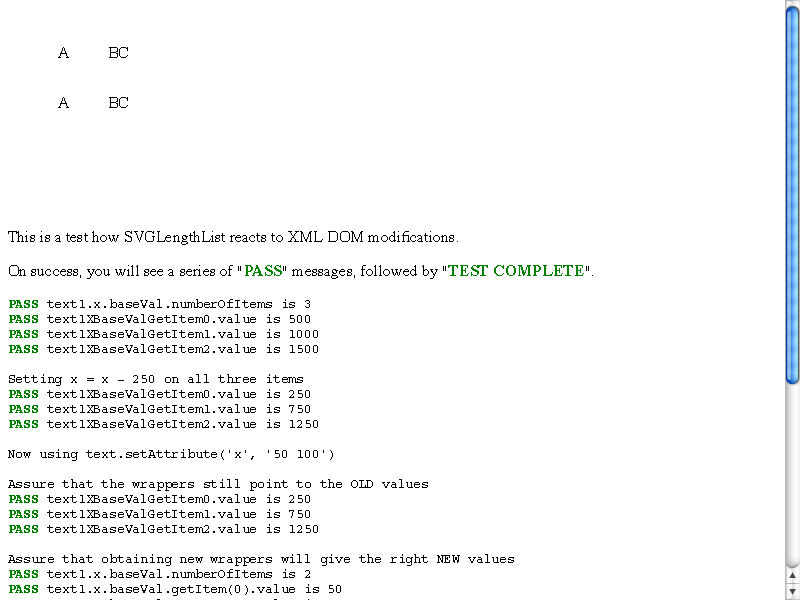 A BC
A BC
This is a test how SVGLengthList reacts to XML DOM modifications.
On success, you will see a series of "PASS" messages, followed by "TEST COMPLETE".
PASS text1.x.baseVal.numberOfItems is 3
PASS text1XBaseValGetItem0.value is 500
PASS text1XBaseValGetItem1.value is 1000
PASS text1XBaseValGetItem2.value is 1500
Setting x = x - 250 on all three items
PASS text1XBaseValGetItem0.value is 250
PASS text1XBaseValGetItem1.value is 750
PASS text1XBaseValGetItem2.value is 1250
Now using text.setAttribute('x', '50 100')
Assure that the wrappers still point to the OLD values
PASS text1XBaseValGetItem0.value is 250
PASS text1XBaseValGetItem1.value is 750
PASS text1XBaseValGetItem2.value is 1250
Assure that obtaining new wrappers will give the right NEW values
PASS text1.x.baseVal.numberOfItems is 2
PASS text1.x.baseVal.getItem(0).value is 50